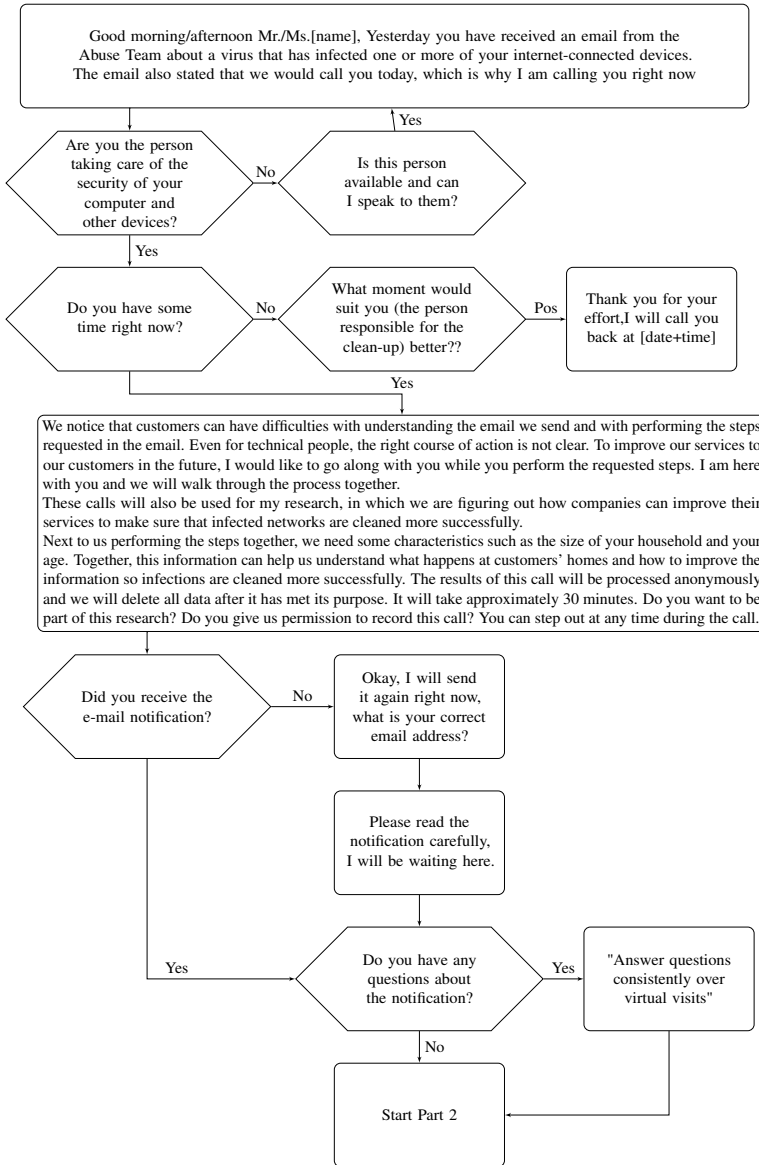 Good morning/afternoon Mr./Ms.[name], Yesterday you have received an email from the
Abuse Team about a virus that has infected one or more of your internet-connected devices.
The email also stated that we would call you today, which is why I am calling you right now
Yes
Are you the person
taking care of the
security of your
computer and
other devices?
No
Is this person
available and can
I speak to them?
Yes
Do you have some
time right now?
No
What moment would
suit you (the person
responsible for the
clean-up) better??
Pos
Thank you for your
effort,I will call you
back at [date+time]
Yes
We notice that customers can have difficulties with understanding the email we send and with performing the steps
requested in the email. Even for technical people, the right course of action is not clear. To improve our services to
our customers in the future, I would like to go along with you while you perform the requested steps. I am here
with you and we will walk through the process together.
These calls will also be used for my research, in which we are figuring out how companies can improve their
services to make sure that infected networks are cleaned more successfully.
Next to us performing the steps together, we need some characteristics such as the size of your household and your
age. Together, this information can help us understand what happens at customers' homes and how to improve the
information so infections are cleaned more successfully. The results of this call will be processed anonymously
and we will delete all data after it has met its purpose. It will take approximately 30 minutes. Do you want to be
part of this research? Do you give us permission to record this call? You can step out at any time during the call.
Did you receive the
e-mail notification?
No
Okay, I will send
it again right now,
what is your correct
email address?
Please read the
notification carefully,
I will be waiting here.
Yes
Do you have any
questions about
the notification?
Yes
"Answer questions
consistently over
virtual visits"
No
Start Part 2